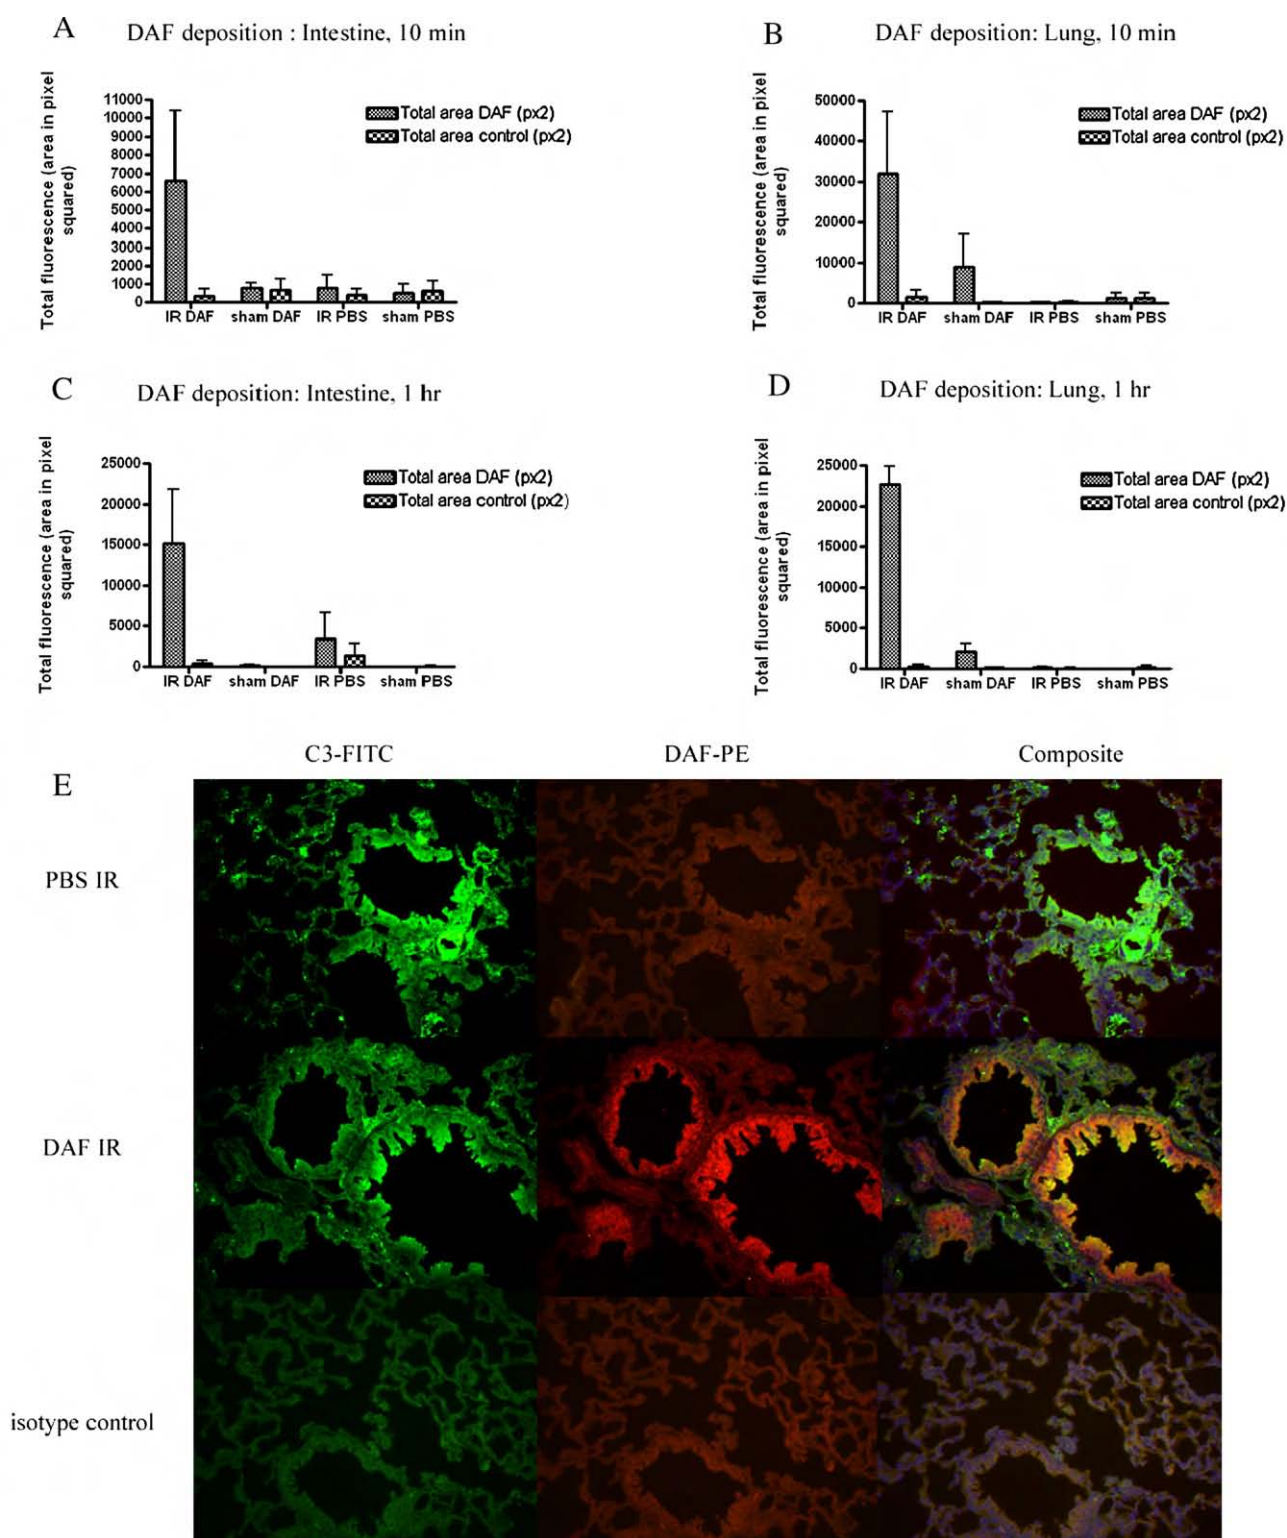 A
DAF deposition : Intestine, 10 min
Total fluorescence (area in pixel
squared)
11000
10000
9000
8000
7000
6000
5000
4000
3000
2000
1000
0
Total area DAF (px2)
Total area control (px2)
IR DAF sham DAF IR PBS sham PBS
B
DAF deposition: Lung, 10 min
Total fluorescence (area in pixel
squared)
50000
40000
30000
20000
10000
0
Total area DAF (px2)
Total area control (px2)
IR DAF sham DAF IR PBS sham PBS
C
DAF deposition: Intestine, 1 hr
Total fluorescence (area in pixel
squared)
25000
20000
15000
10000
5000
0
Total area DAF (px2)
Total area control (px2)
IR DAF sham DAF IR PBS sham PBS
D
DAF deposition: Lung, 1 hr
Total fluorescence (area in pixel
squared)
25000
20000
15000
10000
5000
0
Total area DAF (px2)
Total area control (px2)
IR DAF sham DAF IR PBS sham PBS
E
C3-FITC DAF-PE Composite
PBS IR
DAF IR
isotype control